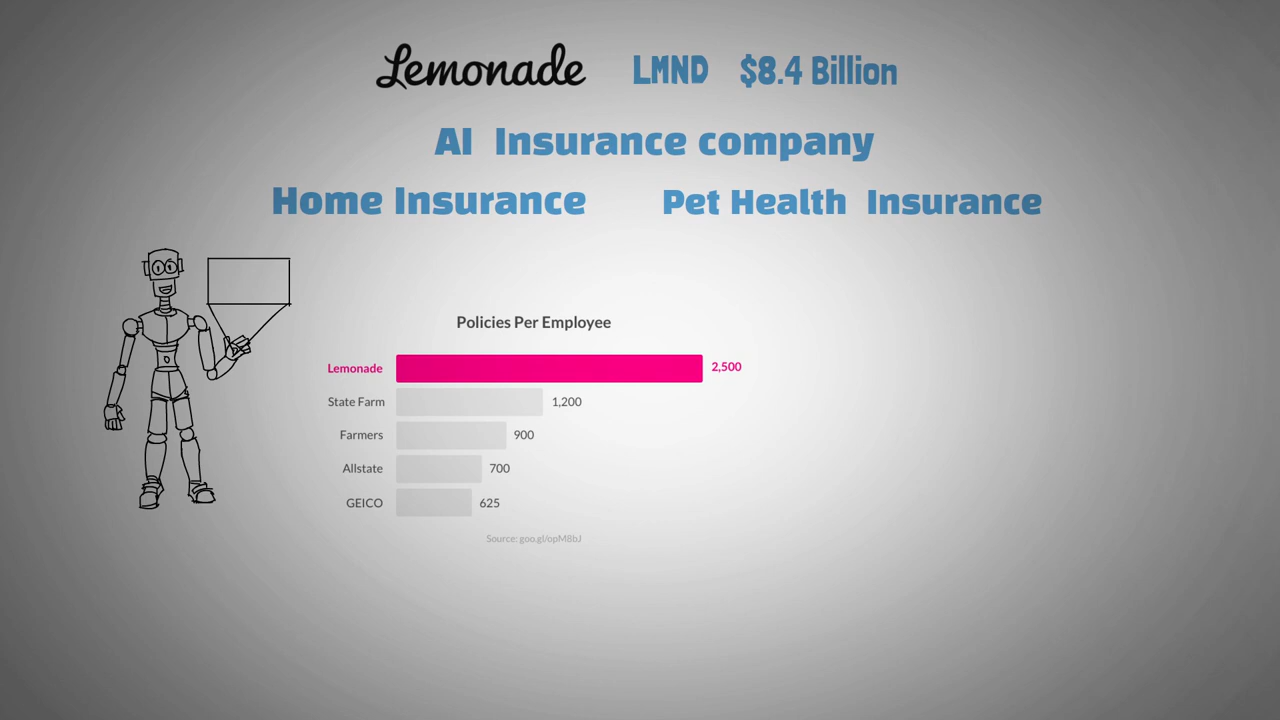 Lemonade LMND $8.4 Billion
AI Insurance company
Home Insurance Pet Health Insurance
Policies Per Employee
Lemonade 2,500
State Farm 1,200
Farmers 900
Allstate 700
GEICO 625
Source: goo.gl/opM8bJ